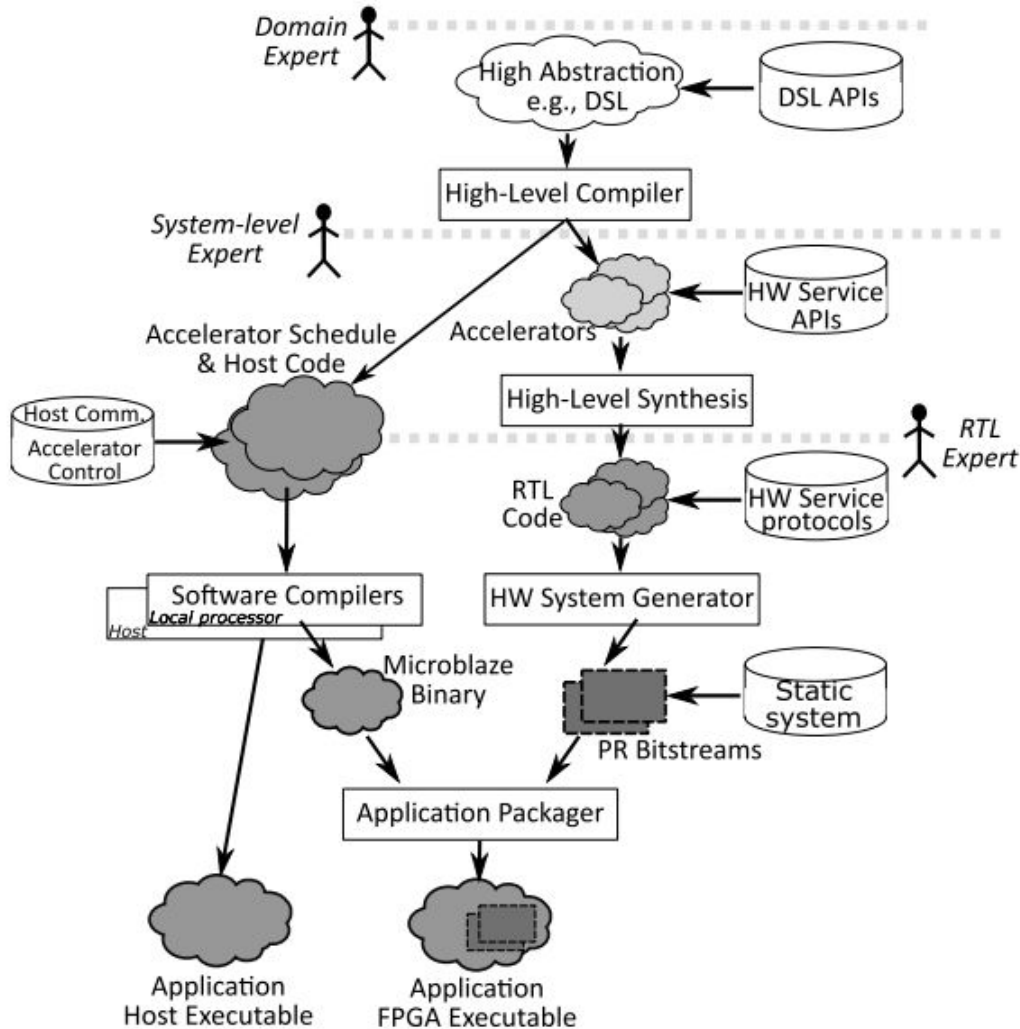 Domain
Expert
High Abstraction
e.g., DSL
DSL APIs
High-Level Compiler
System-level
Expert
HW Service
APIs
Accelerators
Accelerator Schedule
& Host Code
High-Level Synthesis
Host Comm.
Accelerator
Control
RTL
Expert
RTL
Code
HW Service
protocols
Software Compilers
Local processor
Host
HW System Generator
Microblaze
Binary
Static
system
PR Bitstreams
Application Packager
Application
Host Executable
Application
FPGA Executable